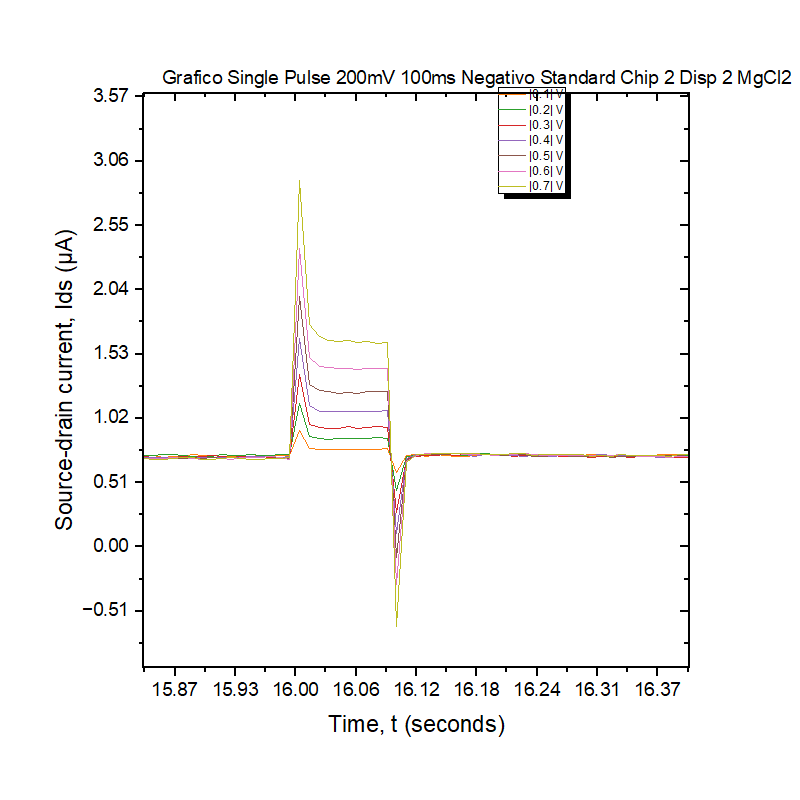 Grafico Single Pulse 200mV 100ms Negativo Standard Chip 2 Disp 2 MgCl2
3.57
3.06
2.55
2.04
1.53
1.02
0.51
0.00
−0.51
Source-drain current, Ids (µA)
|0.1| V
|0.2| V
|0.3| V
|0.4| V
|0.5| V
|0.6| V
|0.7| V
15.87 15.93 16.00 16.06 16.12 16.18 16.24 16.31 16.37
Time, t (seconds)